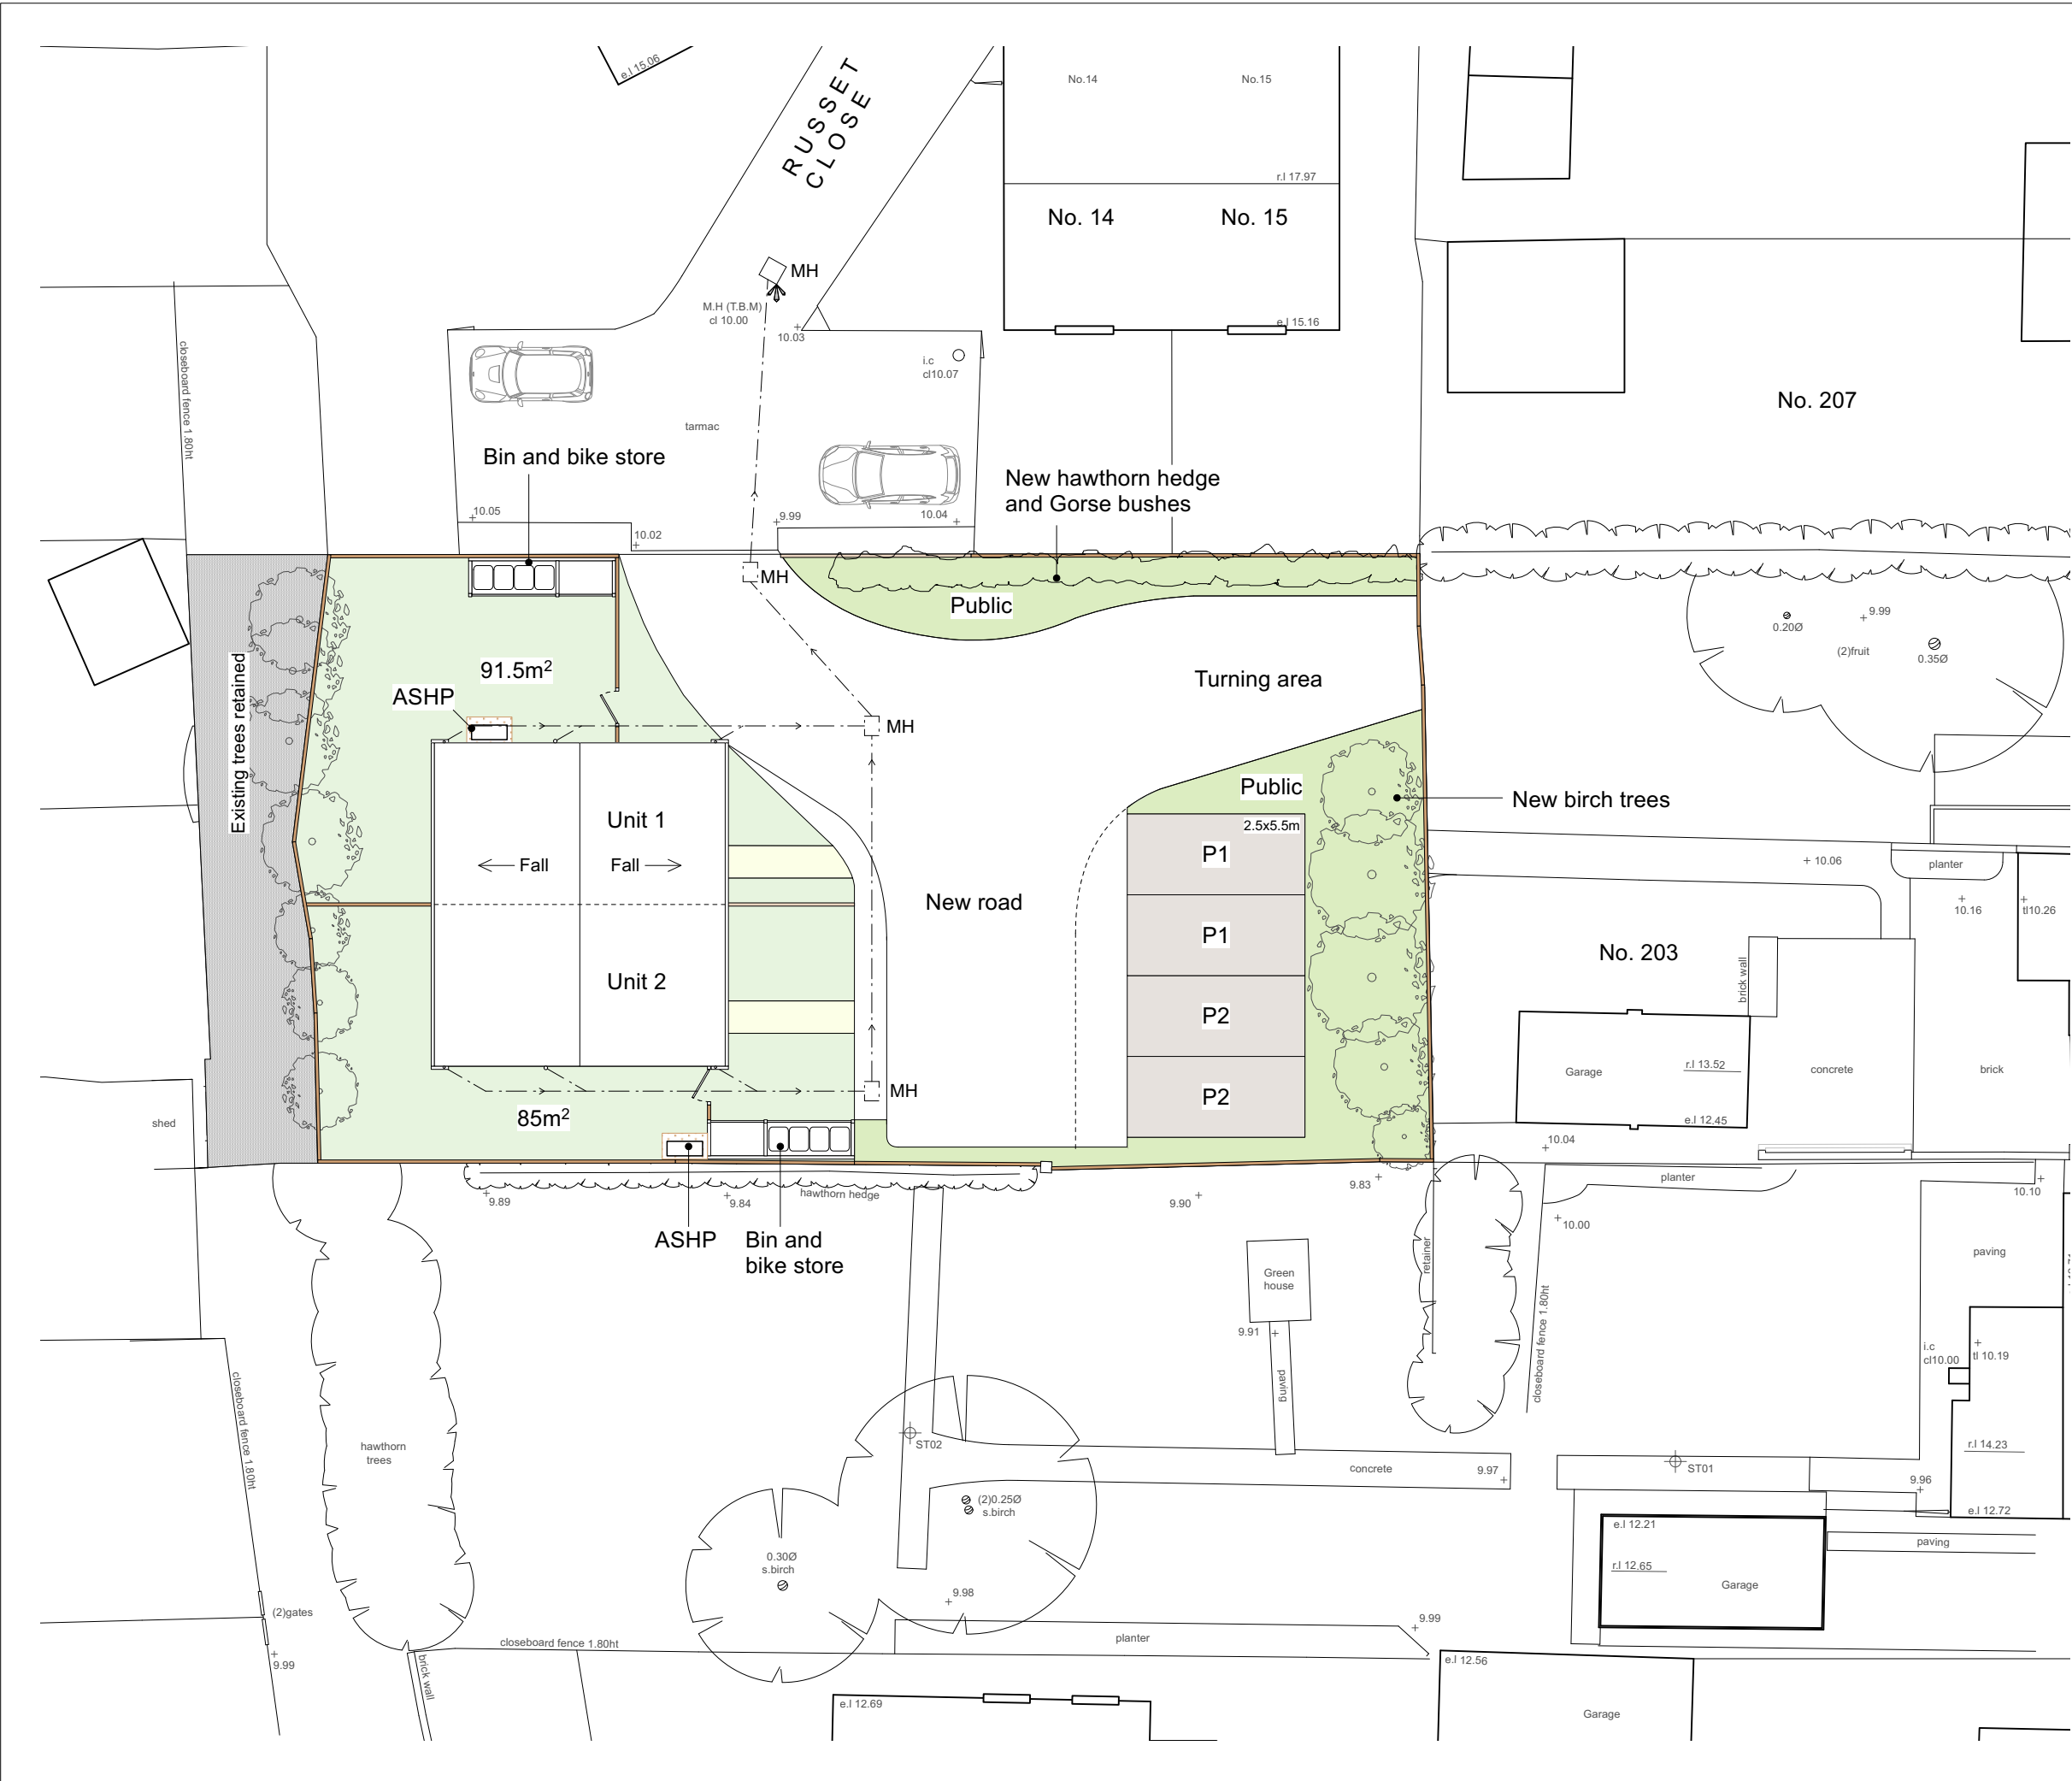 e.l 15.06
RUSSET
CLOSE
No.14
No.15
r.l 17.97
No. 14
No. 15
e.l 15.16
MH
M.H (T.B.M)
cl 10.00
10.03
i.c
cl10.07
closeboard fence 1.80ht
tarmac
No. 207
Bin and bike store
New hawthorn hedge
and Gorse bushes
10.05
10.02
9.99
10.04
MH
Public
0.20Ø
9.99
(2)fruit
0.35Ø
91.5m²
ASHP
Turning area
MH
Existing trees retained
Public
New birch trees
2.5x5.5m
Unit 1
Fall
Fall
P1
10.06
planter
New road
P1
10.16
tl10.26
No. 203
brick wall
Unit 2
P2
Garage
r.l 13.52
concrete
brick
e.l 12.45
MH
P2
85m²
shed
10.04
hawthorn hedge
9.89
9.84
9.90
9.83
planter
10.10
10.00
ASHP
Bin and
bike store
retainer
paving
Green
house
closeboard fence 1.80ht
9.91
paving
i.c
cl10.00
tl 10.19
closeboard fence 1.80ht
hawthorn
trees
ST02
concrete
9.97
ST01
r.l 14.23
9.96
(2)0.25Ø
s.birch
e.l 12.72
e.l 12.21
paving
0.30Ø
s.birch
r.l 12.65
Garage
9.98
(2)gates
9.99
planter
closeboard fence 1.80ht
9.99
brick wall
e.l 12.56
e.l 12.69
Garage